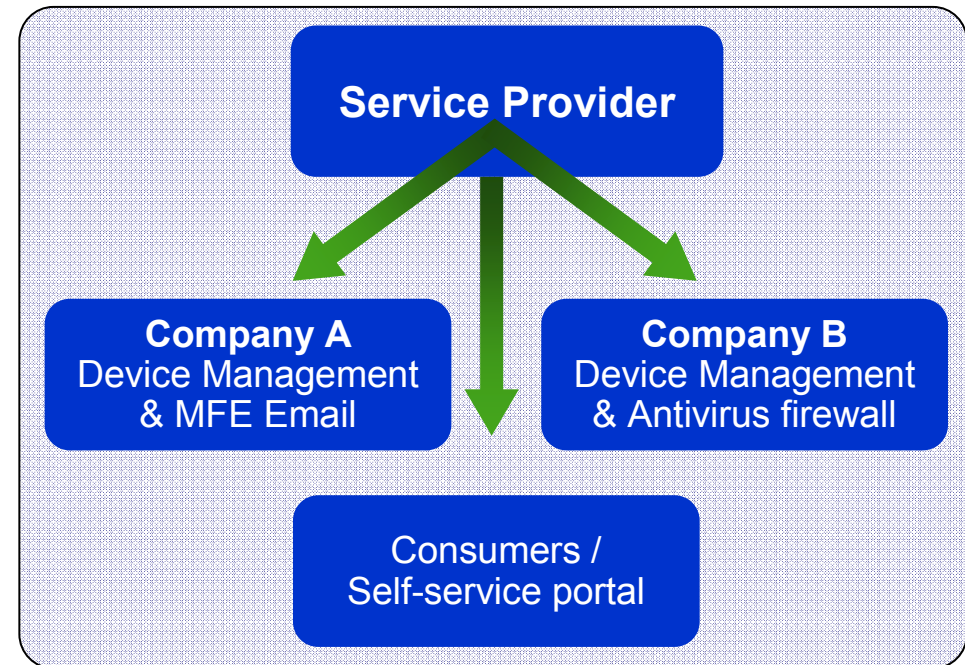 Service Provider
Company A
Device Management
& MFE Email
Company B
Device Management
& Antivirus firewall
Consumers /
Self-service portal